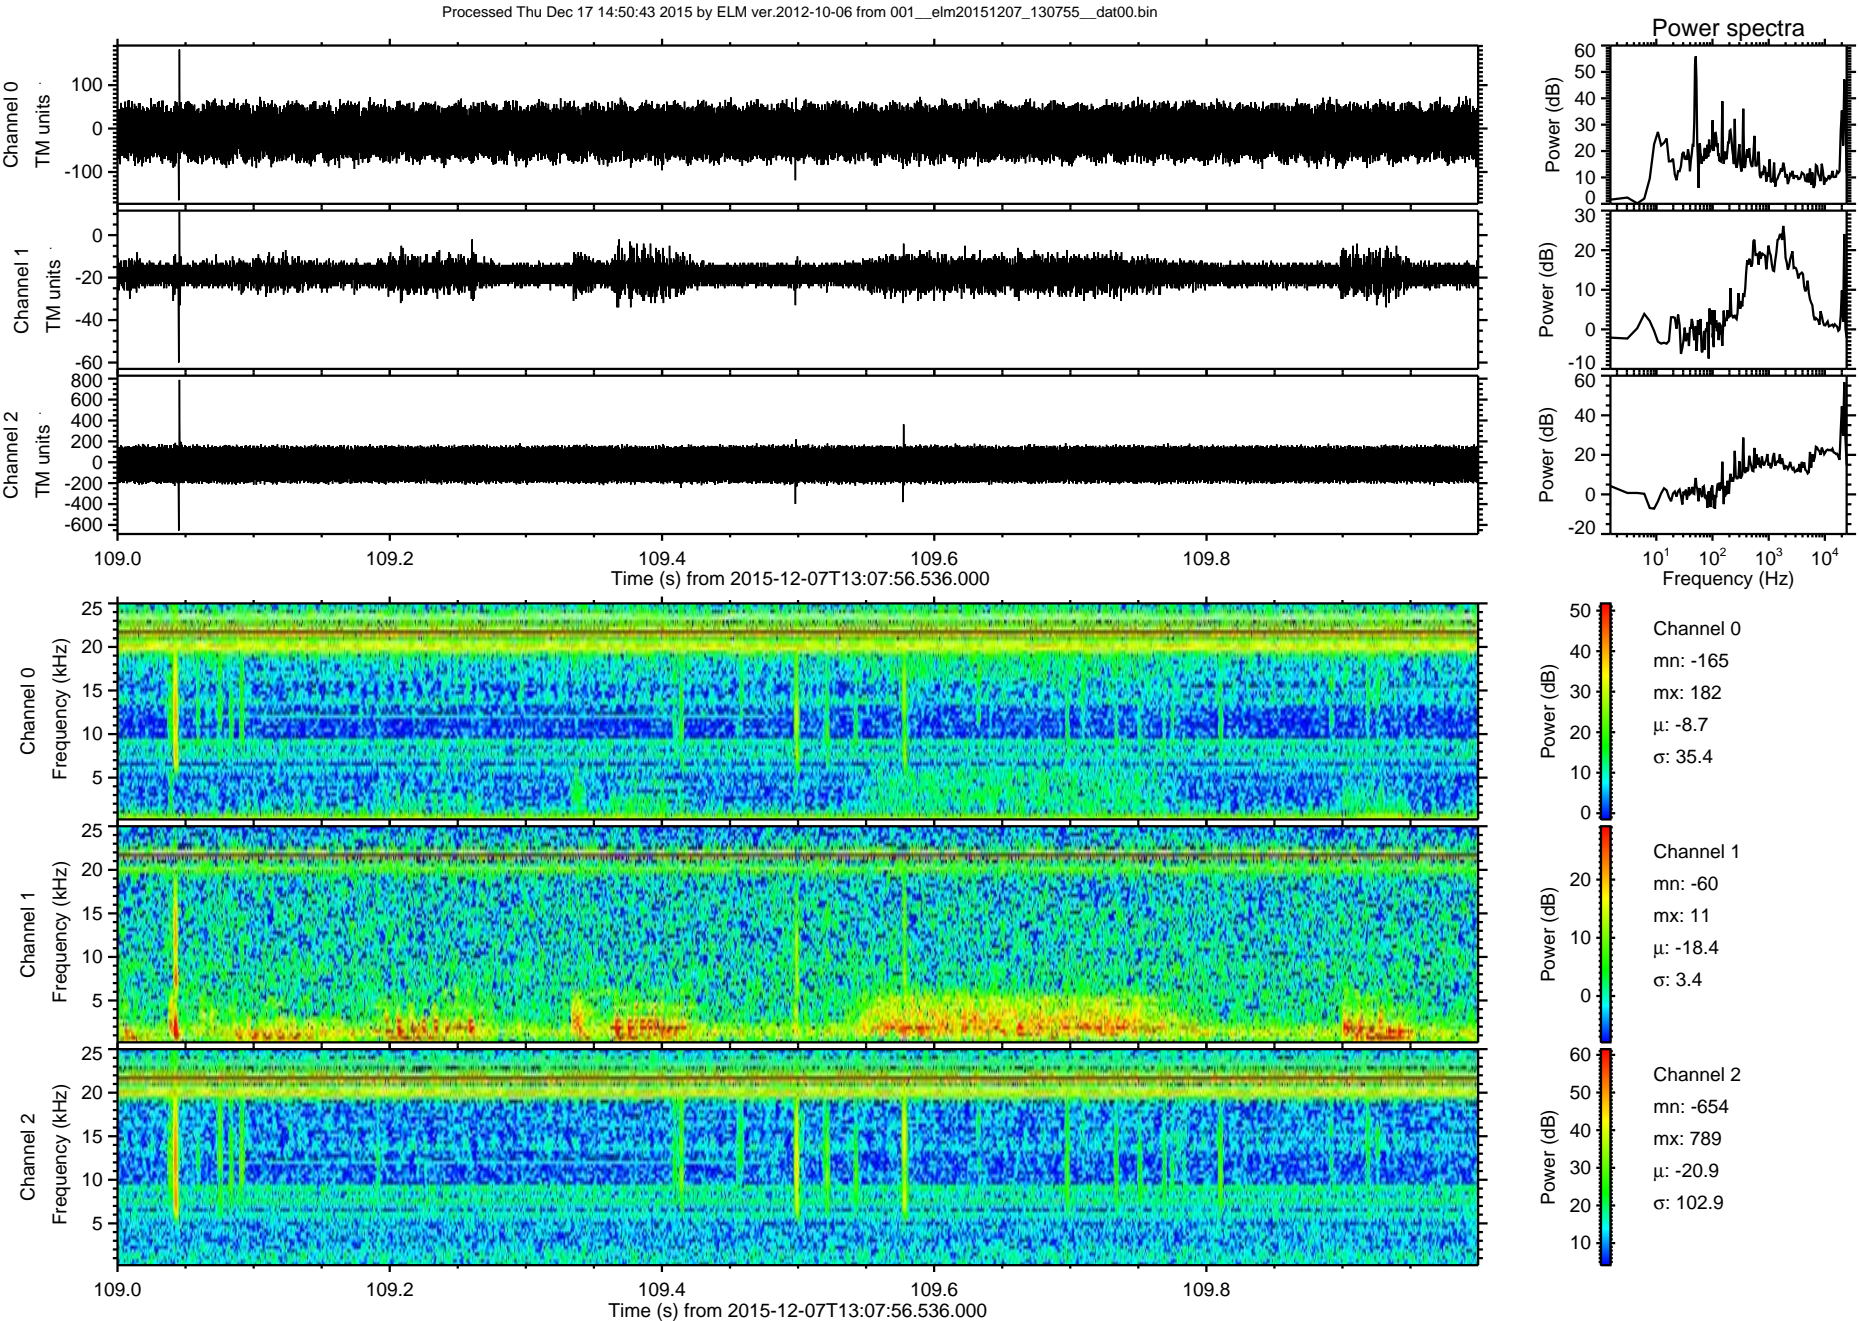 Processed Thu Dec 17 14:50:43 2015 by ELM ver.2012-10-06 from 001__elm20151207_130755__dat00.bin
Power spectra
Channel 0
TM units
100
0
-100
Power (dB)
60
50
40
30
20
10
0
Channel 1
TM units
0
-20
-40
-60
Power (dB)
30
20
10
0
-10
Channel 2
TM units
800
600
400
200
0
-200
-400
-600
Power (dB)
60
40
20
0
-20
109.0 109.2 109.4 109.6 109.8
Time (s) from 2015-12-07T13:07:56.536.000
10^1 10^2 10^3 10^4
Frequency (Hz)
Channel 0
Frequency (kHz)
25
20
15
10
5
Power (dB)
50
40
30
20
10
0
Channel 0
mn: -165
mx: 182
μ: -8.7
σ: 35.4
Channel 1
Frequency (kHz)
25
20
15
10
5
Power (dB)
20
10
0
Channel 1
mn: -60
mx: 11
μ: -18.4
σ: 3.4
Channel 2
Frequency (kHz)
25
20
15
10
5
Power (dB)
60
50
40
30
20
10
Channel 2
mn: -654
mx: 789
μ: -20.9
σ: 102.9
109.0 109.2 109.4 109.6 109.8
Time (s) from 2015-12-07T13:07:56.536.000